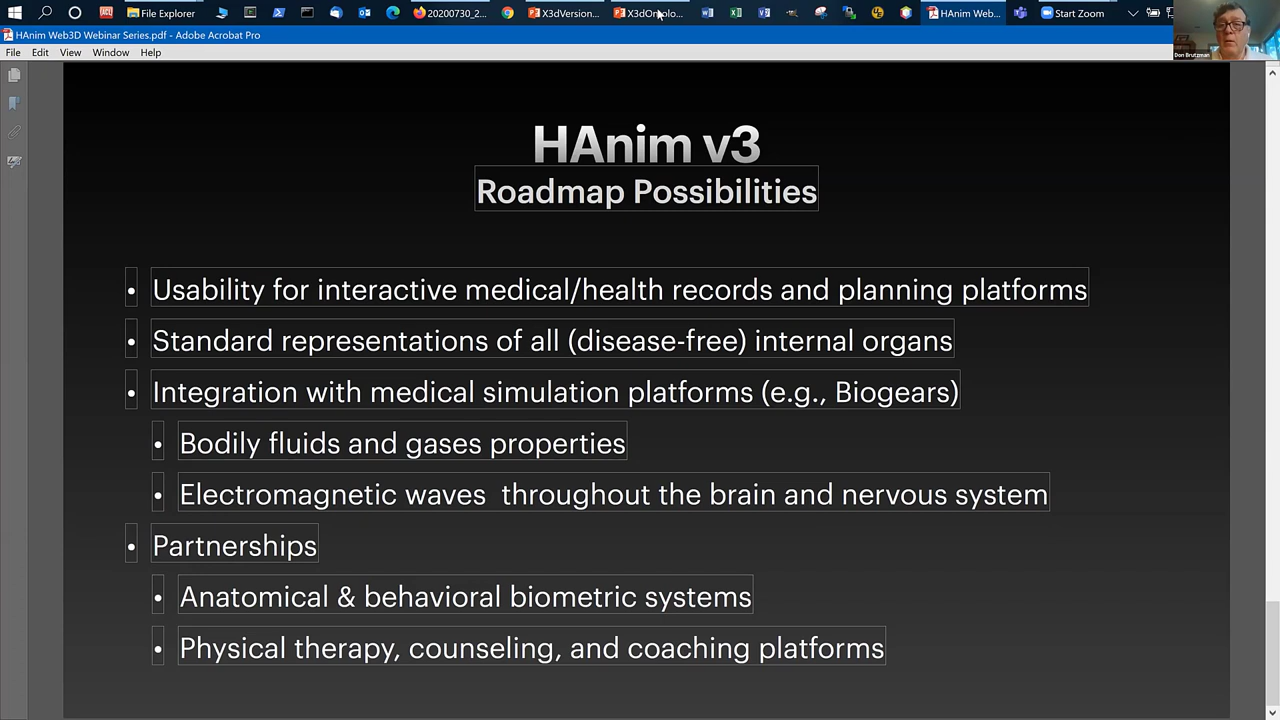 File Explorer
20200730_2...
X3dVersion...
X3dOntolo...
HAnim Web...
Start Zoom
HAnim Web3D Webinar Series.pdf - Adobe Acrobat Pro
File Edit View Window Help
Don Brutzman
HAnim v3
Roadmap Possibilities
• Usability for interactive medical/health records and planning platforms
• Standard representations of all (disease-free) internal organs
• Integration with medical simulation platforms (e.g., Biogears)
• Bodily fluids and gases properties
• Electromagnetic waves  throughout the brain and nervous system
• Partnerships
• Anatomical & behavioral biometric systems
• Physical therapy, counseling, and coaching platforms